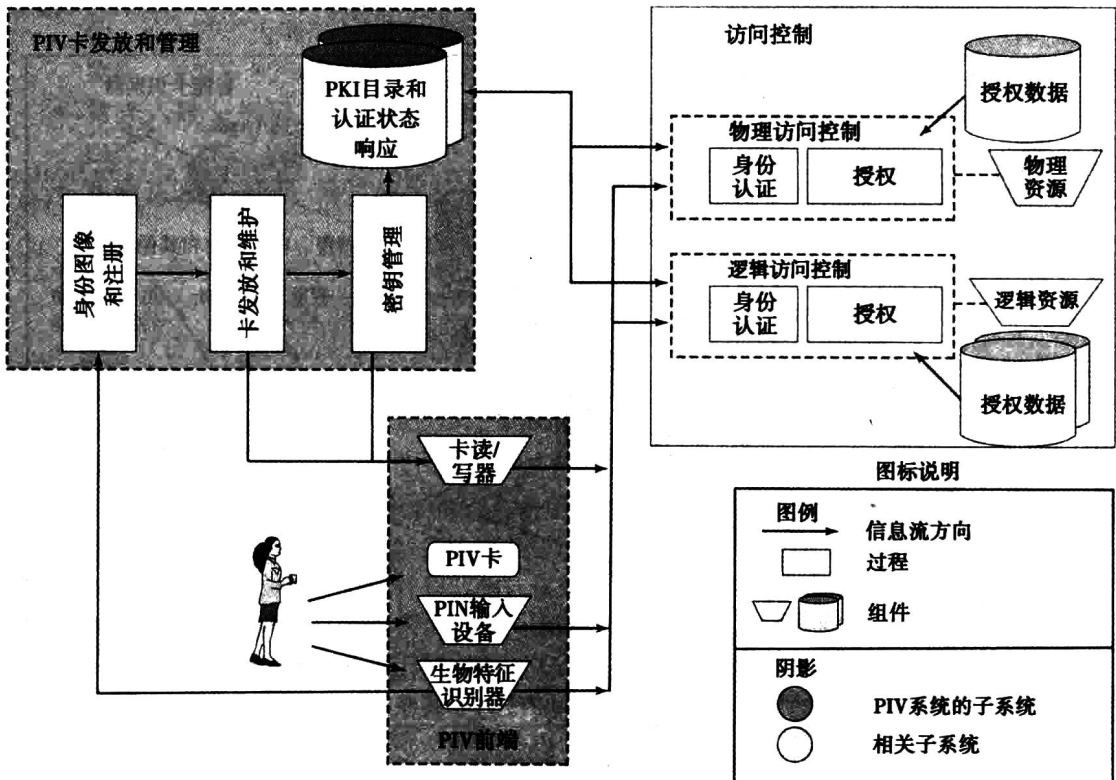 PIV卡发放和管理
PKI目录和
认证状态
响应
身份图像
和注册
卡发放和维护
密钥管理
访问控制
授权数据
物理访问控制
身份
认证
授权
物理
资源
逻辑访问控制
身份
认证
授权
逻辑资源
授权数据
卡读/
写器
PIV卡
PIN输入
设备
生物特征
识别器
PIV前端
图标说明
图例
信息流方向
过程
组件
阴影
PIV系统的子系统
相关子系统